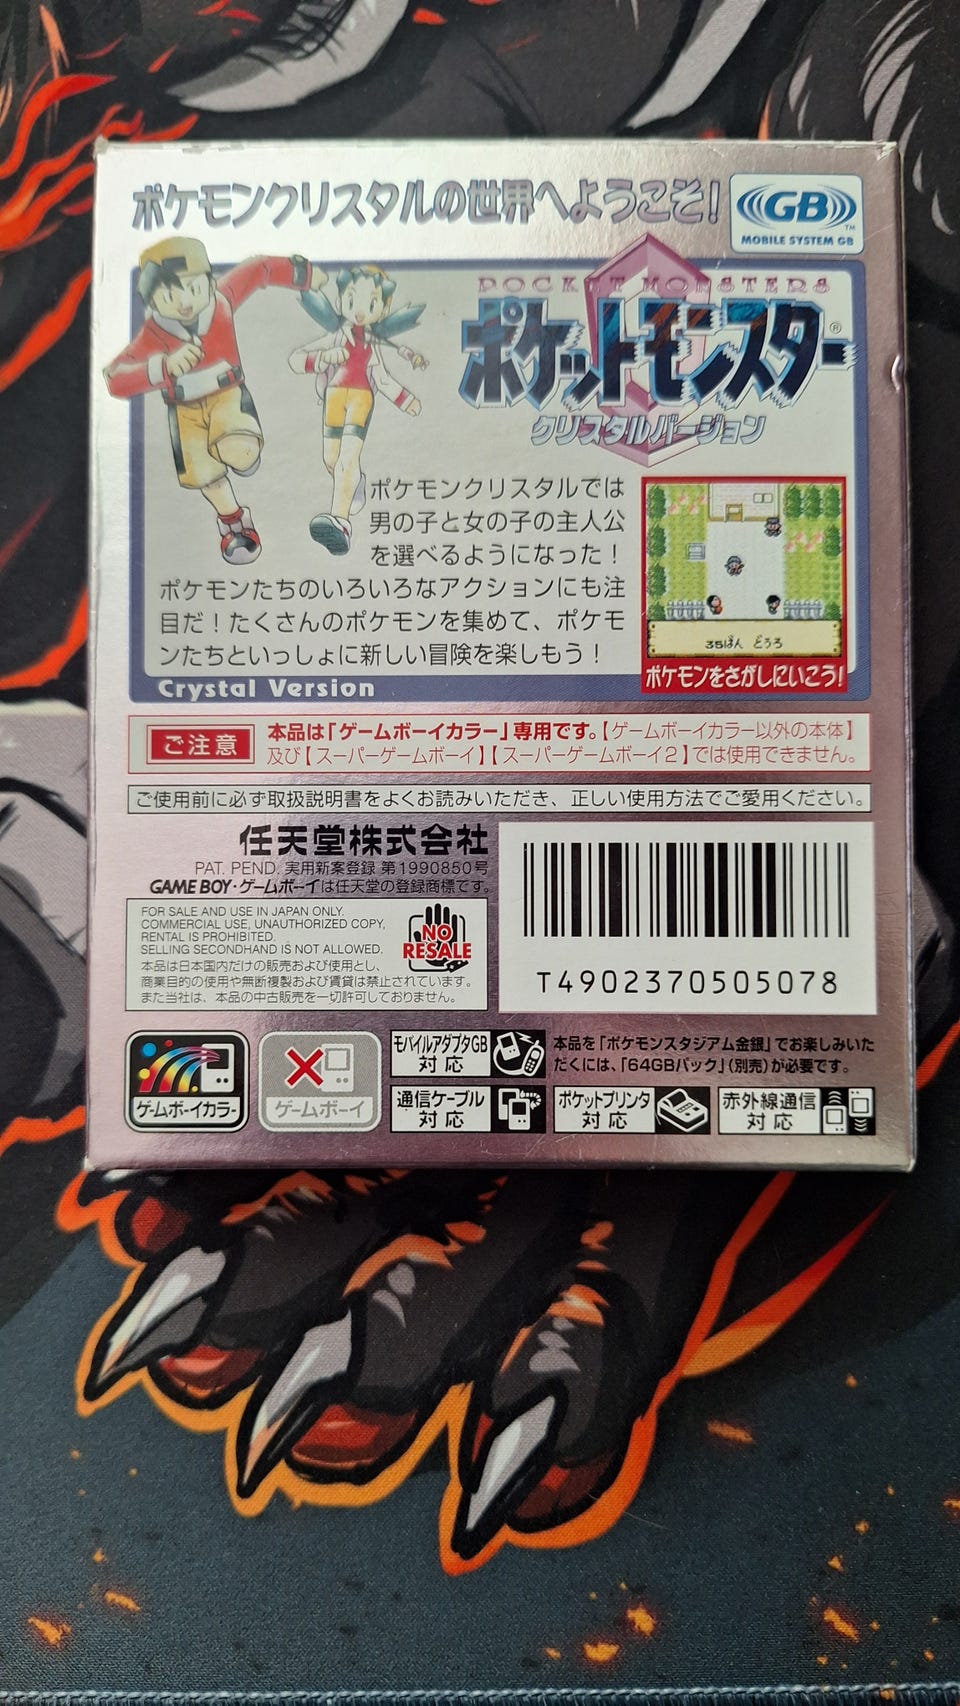 ポケモンクリスタルの世界へようこそ!
GB
TM
MOBILE SYSTEM GB
POCKET MONSTERS
ポケットモンスター®
クリスタルバージョン
ポケモンクリスタルでは
男の子と女の子の主人公
を選べるようになった!
ポケモンたちのいろいろなアクションにも注
目だ!たくさんのポケモンを集めて、ポケモ
ンたちといっしょに新しい冒険を楽しもう!
35ばん どうろ
ポケモンをさがしにいこう!
Crystal Version
ご注意
本品は「ゲームボーイカラー」専用です。【ゲームボーイカラー以外の本体】
及び【スーパーゲームボーイ】【スーパーゲームボーイ2】では使用できません。
ご使用前に必ず取扱説明書をよくお読みいただき、正しい使用方法でご愛用ください。
任天堂株式会社
PAT. PEND. 実用新案登録 第1990850号
GAME BOY・ゲームボーイは任天堂の登録商標です。
FOR SALE AND USE IN JAPAN ONLY.
COMMERCIAL USE, UNAUTHORIZED COPY,
RENTAL IS PROHIBITED.
SELLING SECONDHAND IS NOT ALLOWED.
本品は日本国内だけの販売および使用とし、
商業目的の使用や無断複製および賃貸は禁止されています。
また当社は、本品の中古販売を一切許可しておりません。
NO
RESALE
T4902370505078
ゲームボーイカラー
ゲームボーイ
モバイルアダプタGB
対応
本品を「ポケモンスタジアム金銀」でお楽しみいた
だくには、「64GBパック」(別売)が必要です。
通信ケーブル
対応
ポケットプリンタ
対応
赤外線通信
対応